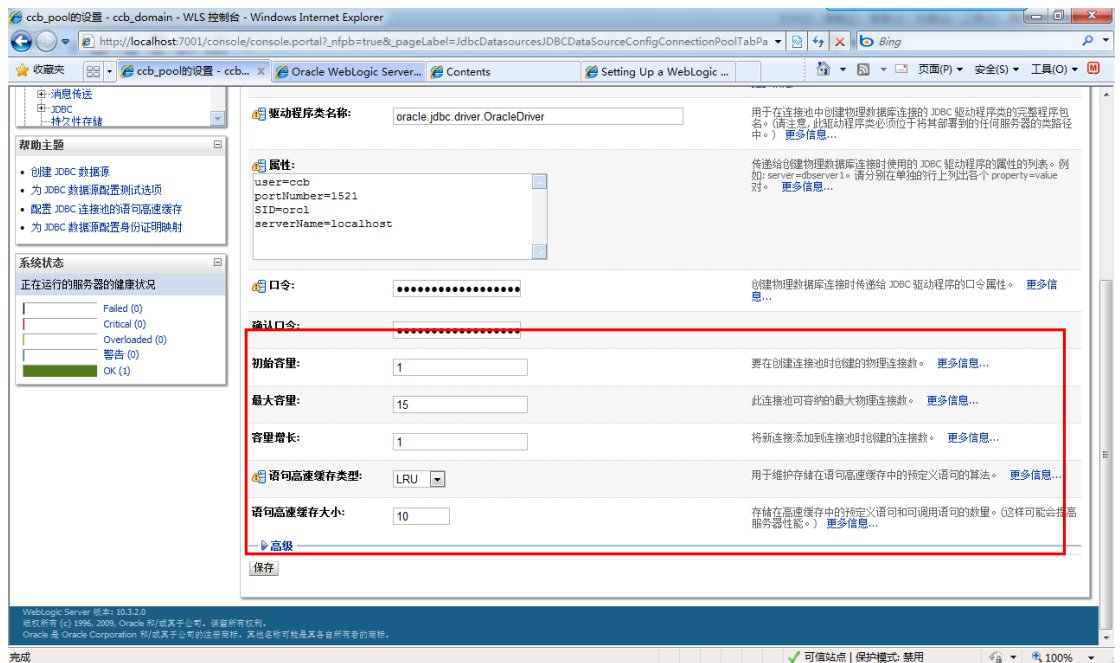 ccb_pool的设置 - ccb_domain - WLS 控制台 - Windows Internet Explorer
http://localhost:7001/console/console.portal?_nfpb=true&_pageLabel=JdbcDatasourcesJDBCDataSourceConfigConnectionPoolTabPa
Bing
收藏夹
ccb_pool的设置 - ccb...
Oracle WebLogic Server...
Contents
Setting Up a WebLogic ...
页面(P)
安全(S)
工具(O)
消息传送
JDBC
持久性存储
帮助主题
创建 JDBC 数据源
为 JDBC 数据源配置测试选项
配置 JDBC 连接池的语句高速缓存
为 JDBC 数据源配置身份证明映射
系统状态
正在运行的服务器的健康状况
Failed (0)
Critical (0)
Overloaded (0)
警告 (0)
OK (1)
驱动程序类名称:
oracle.jdbc.driver.OracleDriver
用于在连接池中创建物理数据库连接的 JDBC 驱动程序类的完整程序包
名。(请注意, 此驱动程序类必须位于将其部署到的任何服务器的类路径
中。) 更多信息...
属性:
user=ccb
portNumber=1521
SID=orcl
serverName=localhost
传递给创建物理数据库连接时使用的 JDBC 驱动程序的属性的列表。例
如: server=dbserver1。请分别在单独的行上列出各个 property=value
对。 更多信息...
口令:
●●●●●●●●●●●●●●●●●●
创建物理数据库连接时传递给 JDBC 驱动程序的口令属性。 更多信
息...
确认口令:
●●●●●●●●●●●●●●●●●●
初始容量:
1
要在创建连接池时创建的物理连接数。 更多信息...
最大容量:
15
此连接池可容纳的最大物理连接数。 更多信息...
容量增长:
1
将新连接添加到连接池时创建的连接数。 更多信息...
语句高速缓存类型:
LRU
用于维护存储在语句高速缓存中的预定义语句的算法。 更多信息...
语句高速缓存大小:
10
存储在高速缓存中的预定义语句和可调用语句的数量。(这样可能会提高
服务器性能。) 更多信息...
高级
保存
WebLogic Server 版本: 10.3.2.0
版权所有 (c) 1996, 2009, Oracle 和/或其子公司。保留所有权利。
Oracle 是 Oracle Corporation 和/或其子公司的注册商标。其他名称可能是其各自所有者的商标。
完成
可信站点 | 保护模式: 禁用
100%